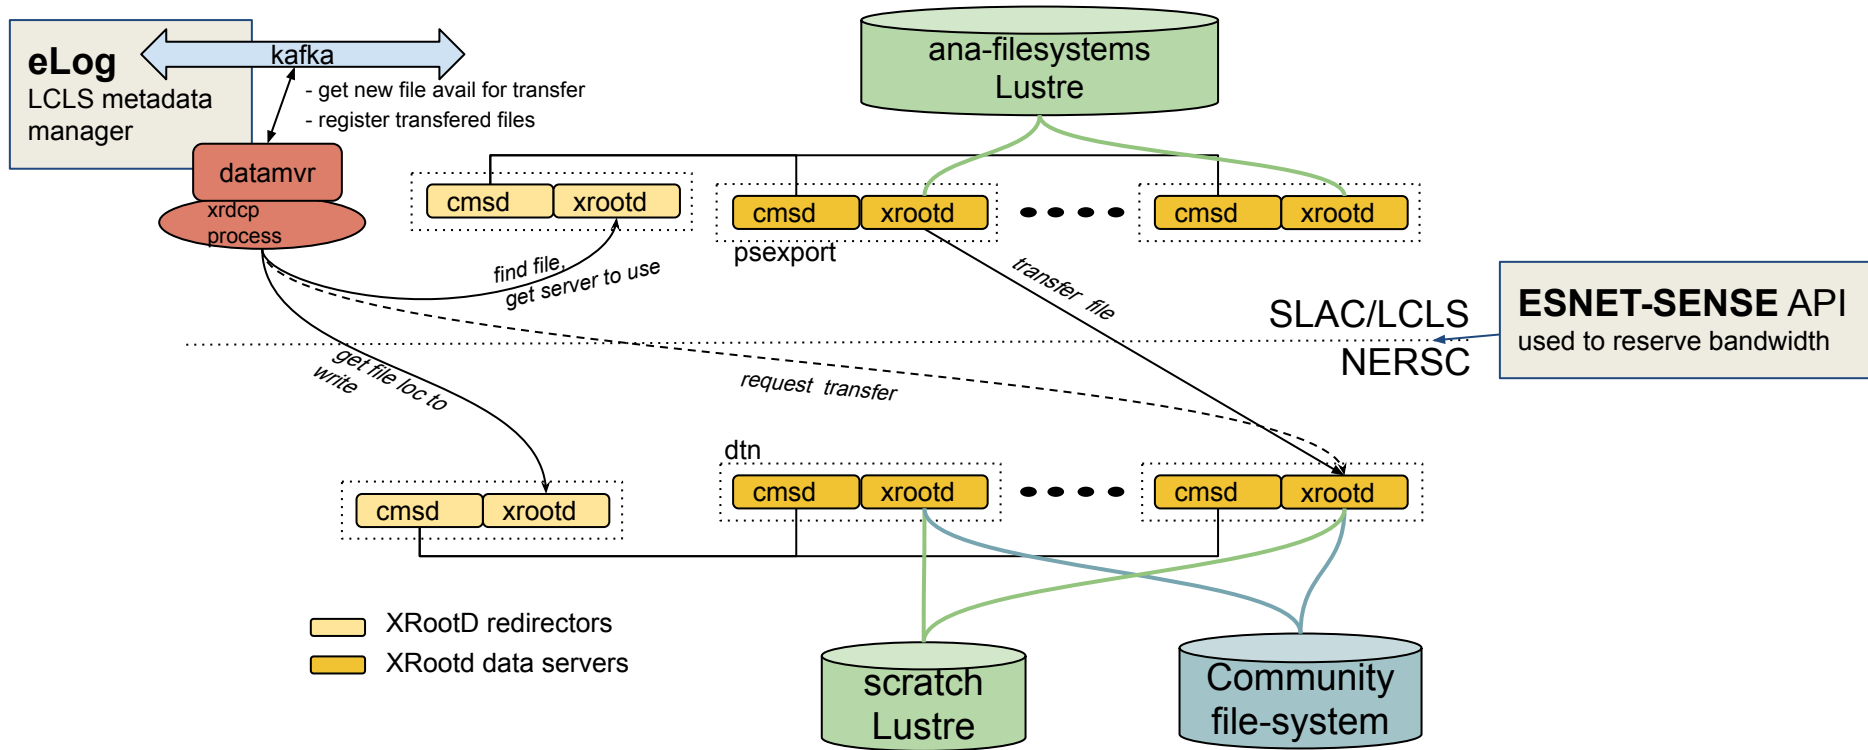 eLog
LCLS metadata
manager
kafka
- get new file avail for transfer
- register transfered files
datamvr
xrdcp
process
ana-filesystems
Lustre
cmsd
xrootd
cmsd
xrootd
cmsd
xrootd
psexport
find file,
get server to use
transfer file
SLAC/LCLS
NERSC
ESNET-SENSE API
used to reserve bandwidth
get file loc to
write
request transfer
dtn
cmsd
xrootd
cmsd
xrootd
cmsd
xrootd
XRootD redirectors
XRootd data servers
scratch
Lustre
Community
file-system